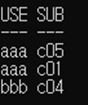 USE SUB
--- ---
aaa c05
aaa c01
bbb c04